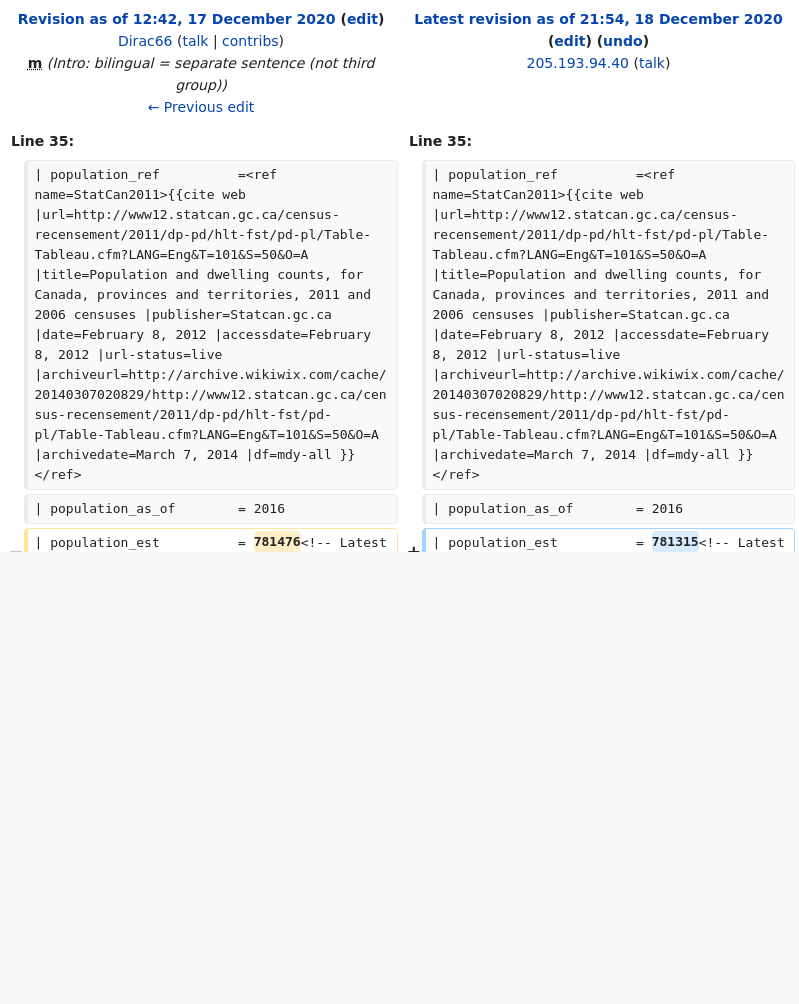 Revision as of 12:42, 17 December 2020 (edit)
Dirac66 (talk | contribs)
m (Intro: bilingual = separate sentence (not third
group))
← Previous edit
Latest revision as of 21:54, 18 December 2020
(edit) (undo)
205.193.94.40 (talk)
Line 35:
| population_ref          =<ref
name=StatCan2011>{{cite web
|url=http://www12.statcan.gc.ca/census-
recensement/2011/dp-pd/hlt-fst/pd-pl/Table-
Tableau.cfm?LANG=Eng&T=101&S=50&O=A
|title=Population and dwelling counts, for
Canada, provinces and territories, 2011 and
2006 censuses |publisher=Statcan.gc.ca
|date=February 8, 2012 |accessdate=February
8, 2012 |url-status=live
|archiveurl=http://archive.wikiwix.com/cache/
20140307020829/http://www12.statcan.gc.ca/cen
sus-recensement/2011/dp-pd/hlt-fst/pd-
pl/Table-Tableau.cfm?LANG=Eng&T=101&S=50&O=A
|archivedate=March 7, 2014 |df=mdy-all }}
</ref>
| population_as_of        = 2016
− | population_est          = 781476<!-- Latest
Line 35:
| population_ref          =<ref
name=StatCan2011>{{cite web
|url=http://www12.statcan.gc.ca/census-
recensement/2011/dp-pd/hlt-fst/pd-pl/Table-
Tableau.cfm?LANG=Eng&T=101&S=50&O=A
|title=Population and dwelling counts, for
Canada, provinces and territories, 2011 and
2006 censuses |publisher=Statcan.gc.ca
|date=February 8, 2012 |accessdate=February
8, 2012 |url-status=live
|archiveurl=http://archive.wikiwix.com/cache/
20140307020829/http://www12.statcan.gc.ca/cen
sus-recensement/2011/dp-pd/hlt-fst/pd-
pl/Table-Tableau.cfm?LANG=Eng&T=101&S=50&O=A
|archivedate=March 7, 2014 |df=mdy-all }}
</ref>
| population_as_of        = 2016
+ | population_est          = 781315<!-- Latest